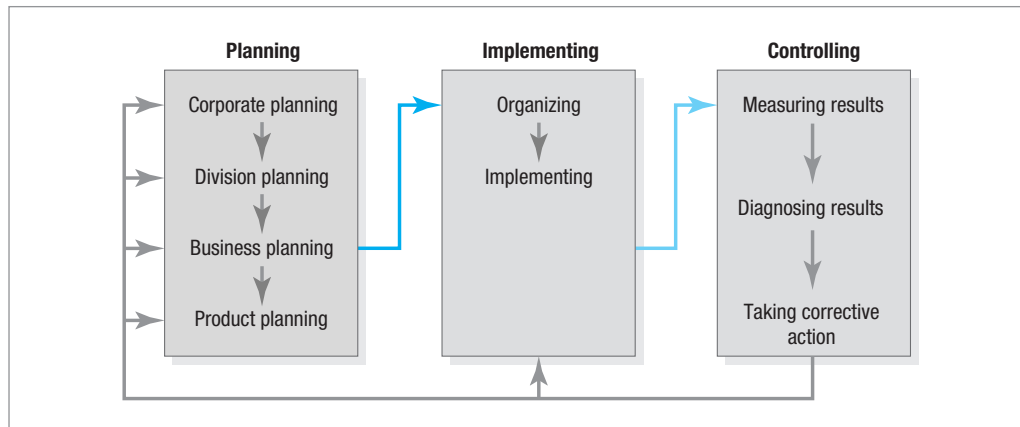 Planning
Corporate planning
Division planning
Business planning
Product planning
Implementing
Organizing
Implementing
Controlling
Measuring results
Diagnosing results
Taking corrective
action